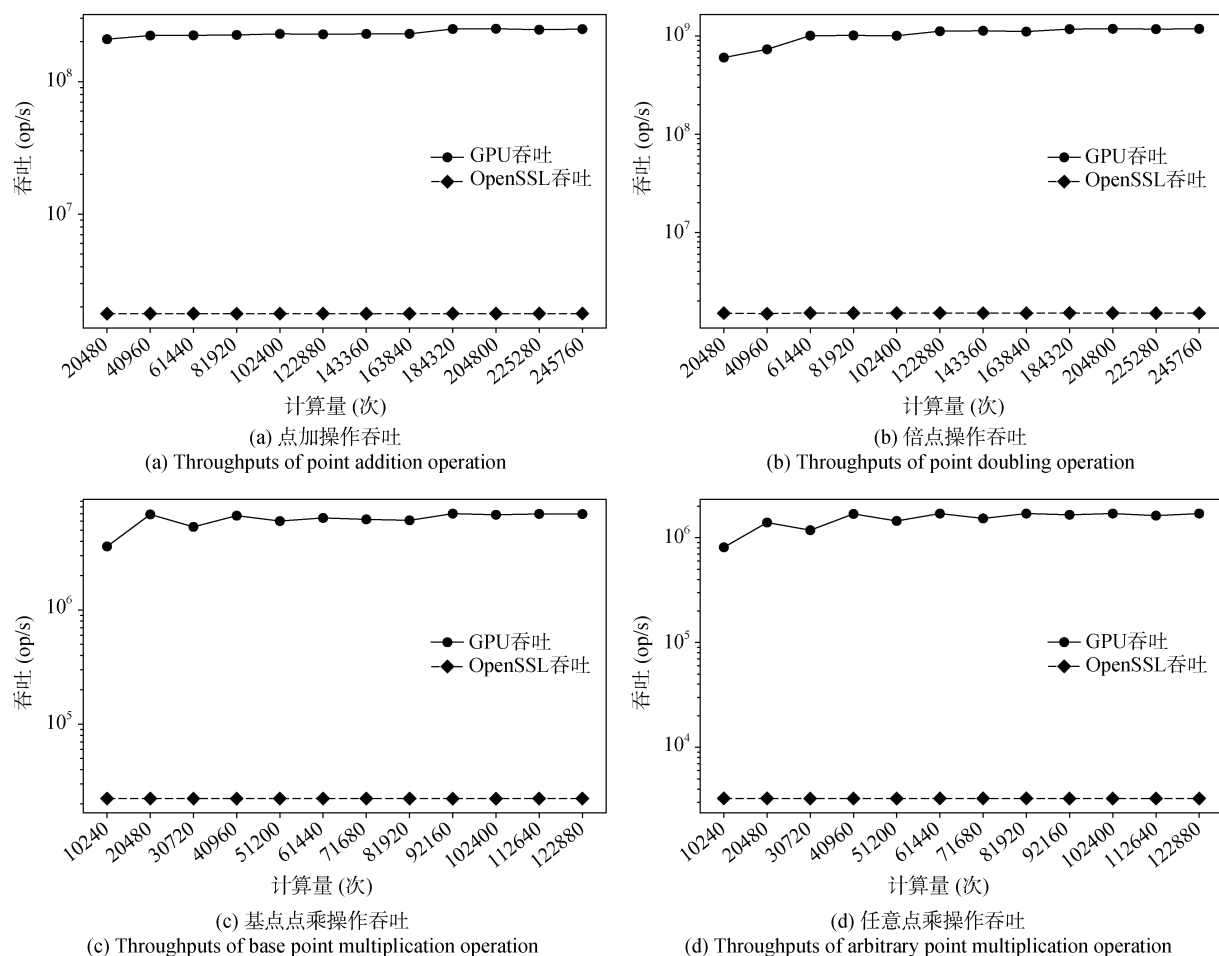 吞吐 (op/s)
10^8
10^7
GPU吞吐
OpenSSL吞吐
20480
40960
61440
81920
102400
122880
143360
163840
184320
204800
225280
245760
计算量 (次)
(a) 点加操作吞吐
(a) Throughputs of point addition operation
吞吐 (op/s)
10^9
10^8
10^7
GPU吞吐
OpenSSL吞吐
20480
40960
61440
81920
102400
122880
143360
163840
184320
204800
225280
245760
计算量 (次)
(b) 倍点操作吞吐
(b) Throughputs of point doubling operation
吞吐 (op/s)
10^6
10^5
GPU吞吐
OpenSSL吞吐
10240
20480
30720
40960
51200
61440
71680
81920
92160
102400
112640
122880
计算量 (次)
(c) 基点点乘操作吞吐
(c) Throughputs of base point multiplication operation
吞吐 (op/s)
10^6
10^5
10^4
GPU吞吐
OpenSSL吞吐
10240
20480
30720
40960
51200
61440
71680
81920
92160
102400
112640
122880
计算量 (次)
(d) 任意点乘操作吞吐
(d) Throughputs of arbitrary point multiplication operation